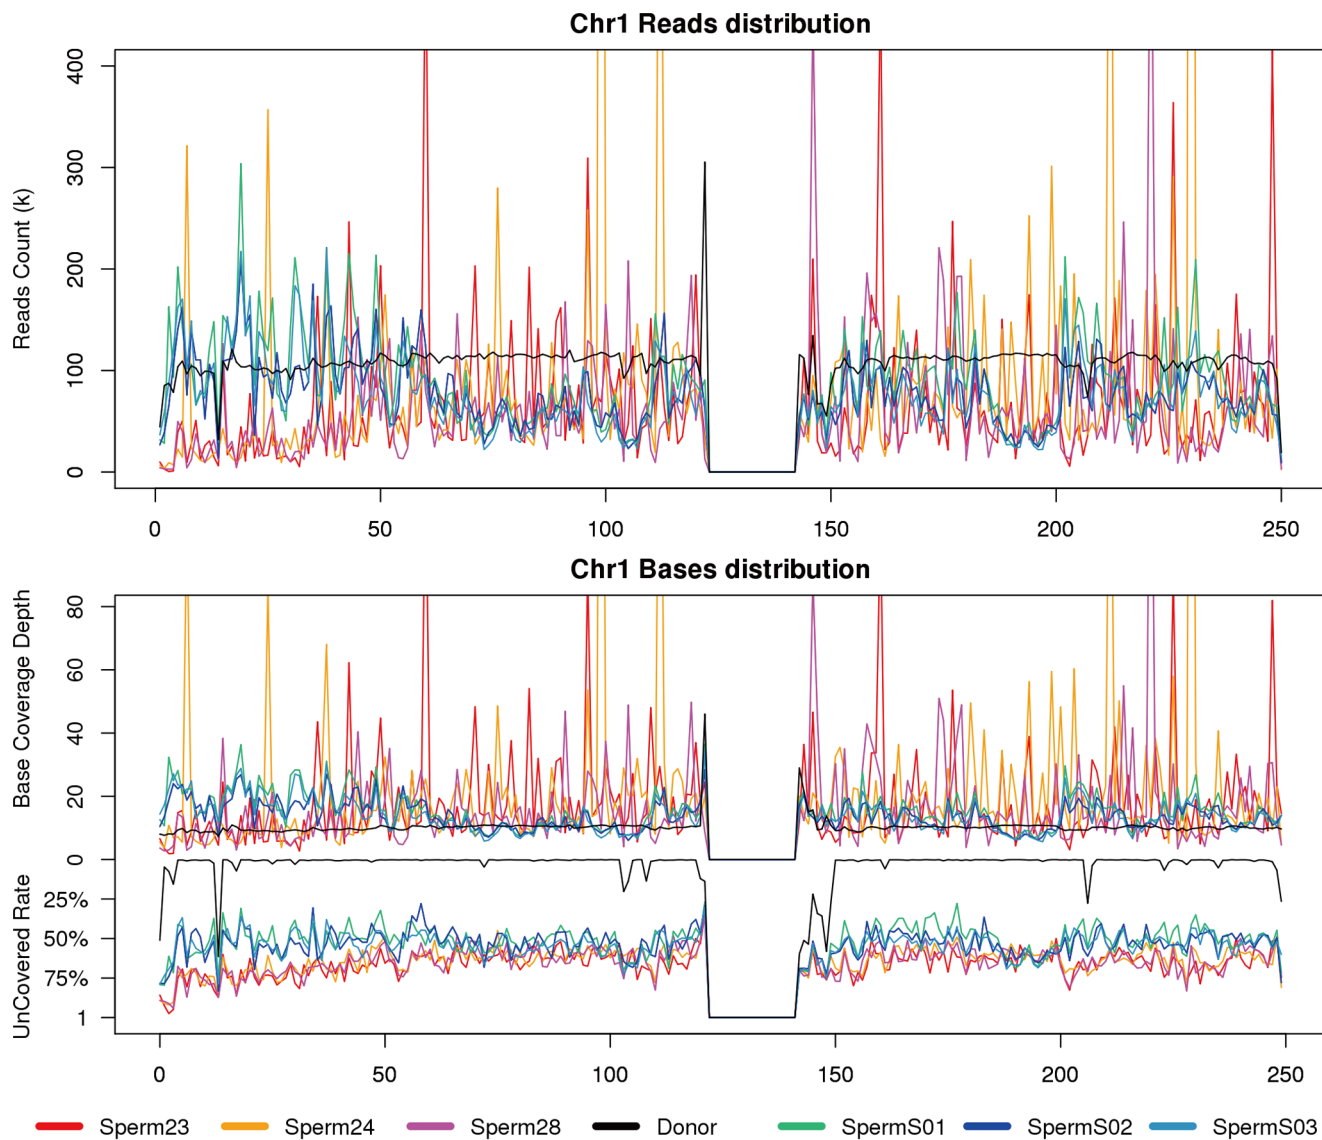 Chr1 Reads distribution
Reads Count (k)
400
300
200
100
0
0 50 100 150 200 250
Chr1 Bases distribution
Base Coverage Depth
80
60
40
20
0
UnCovered Rate
25%
50%
75%
1
0 50 100 150 200 250
Sperm23 Sperm24 Sperm28 Donor SpermS01 SpermS02 SpermS03